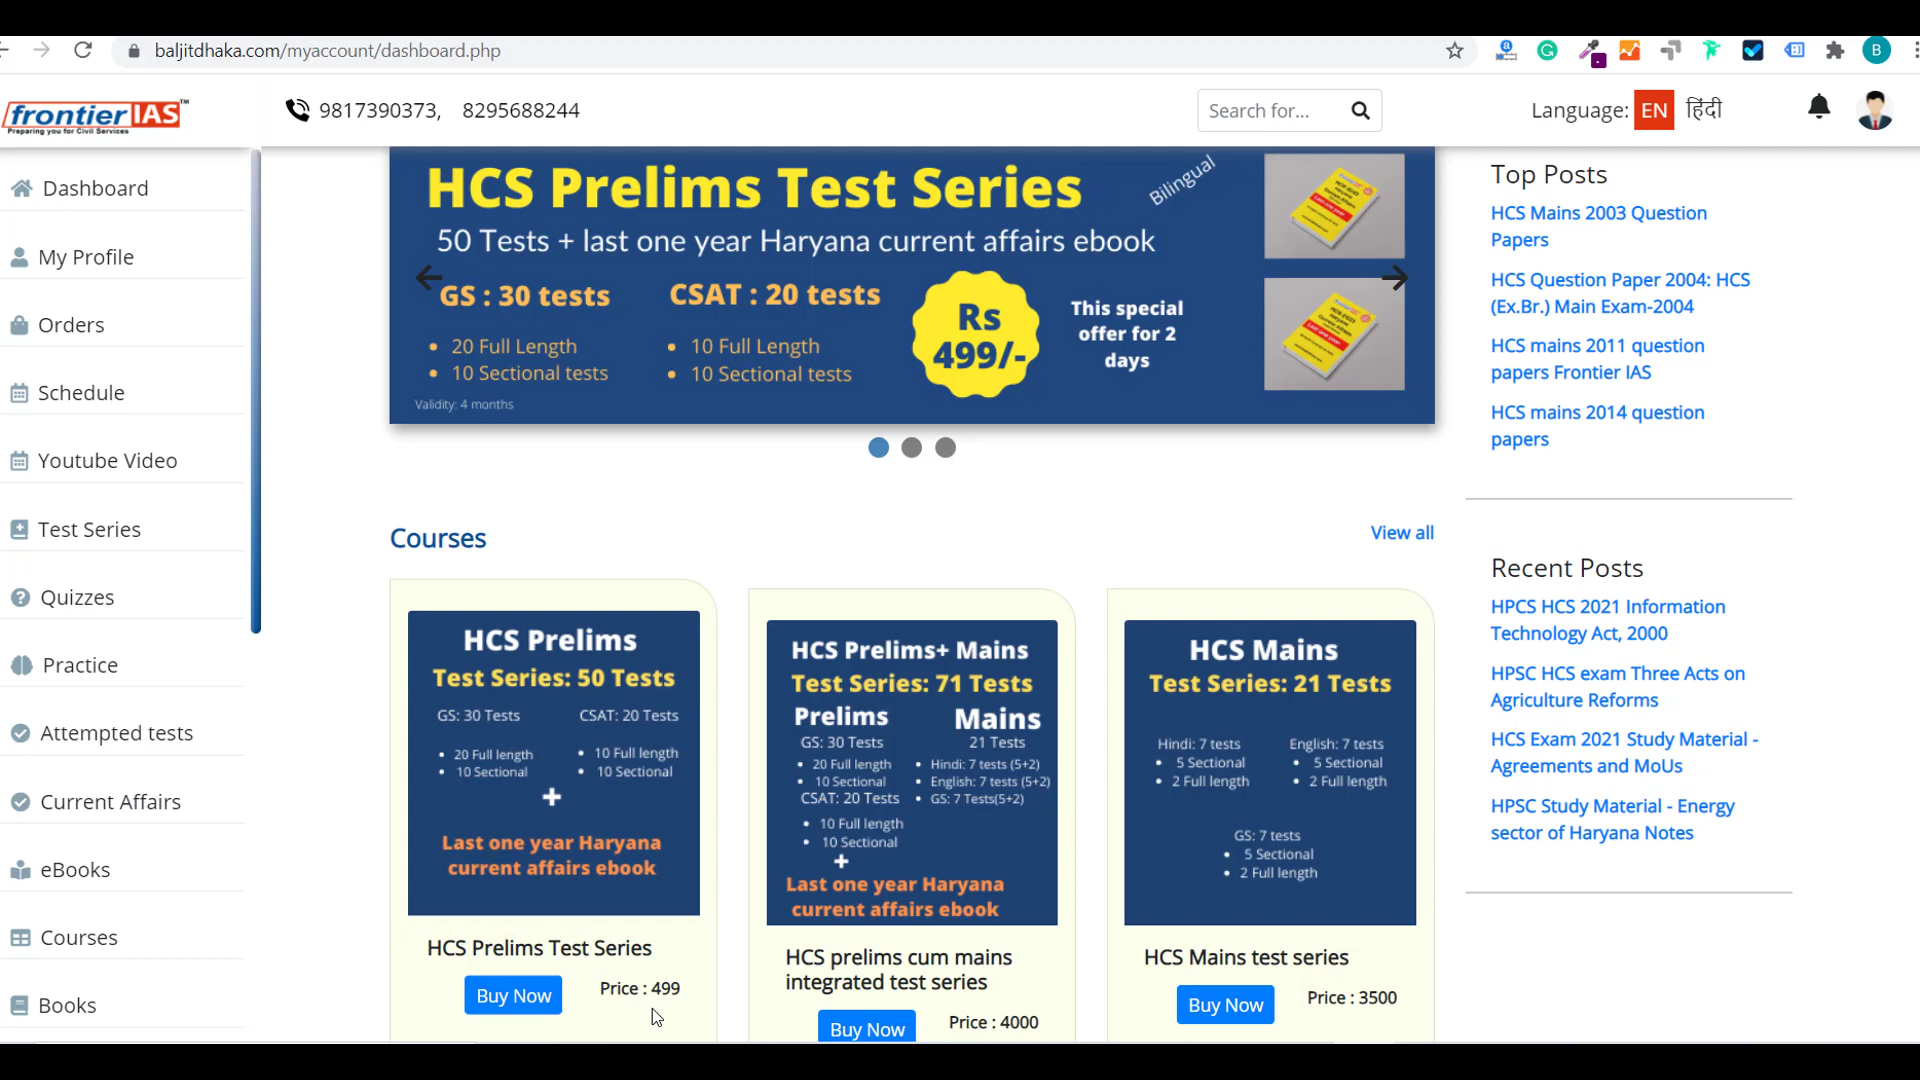 baljitdhaka.com/myaccount/dashboard.php
B
frontier IAS™
Preparing you for Civil Services
9817390373, 8295688244
Search for...
Language: EN हिंदी
Dashboard
My Profile
Orders
Schedule
Youtube Video
Test Series
Quizzes
Practice
Attempted tests
Current Affairs
eBooks
Courses
Books
HCS Prelims Test Series
Bilingual
50 Tests + last one year Haryana current affairs ebook
GS : 30 tests
20 Full Length
10 Sectional tests
CSAT : 20 tests
10 Full Length
10 Sectional tests
Rs
499/-
This special
offer for 2
days
Validity: 4 months
Courses
View all
HCS Prelims
Test Series: 50 Tests
GS: 30 Tests
CSAT: 20 Tests
20 Full length
10 Sectional
10 Full length
10 Sectional
+
Last one year Haryana
current affairs ebook
HCS Prelims Test Series
Buy Now
Price : 499
HCS Prelims+ Mains
Test Series: 71 Tests
Prelims
GS: 30 Tests
20 Full length
10 Sectional
CSAT: 20 Tests
10 Full length
10 Sectional
Mains
21 Tests
Hindi: 7 tests (5+2)
English: 7 tests (5+2)
GS: 7 Tests(5+2)
+
Last one year Haryana
current affairs ebook
HCS prelims cum mains
integrated test series
Buy Now
Price : 4000
HCS Mains
Test Series: 21 Tests
Hindi: 7 tests
5 Sectional
2 Full length
English: 7 tests
5 Sectional
2 Full length
GS: 7 tests
5 Sectional
2 Full length
HCS Mains test series
Buy Now
Price : 3500
Top Posts
HCS Mains 2003 Question
Papers
HCS Question Paper 2004: HCS
(Ex.Br.) Main Exam-2004
HCS mains 2011 question
papers Frontier IAS
HCS mains 2014 question
papers
Recent Posts
HPCS HCS 2021 Information
Technology Act, 2000
HPSC HCS exam Three Acts on
Agriculture Reforms
HCS Exam 2021 Study Material -
Agreements and MoUs
HPSC Study Material - Energy
sector of Haryana Notes